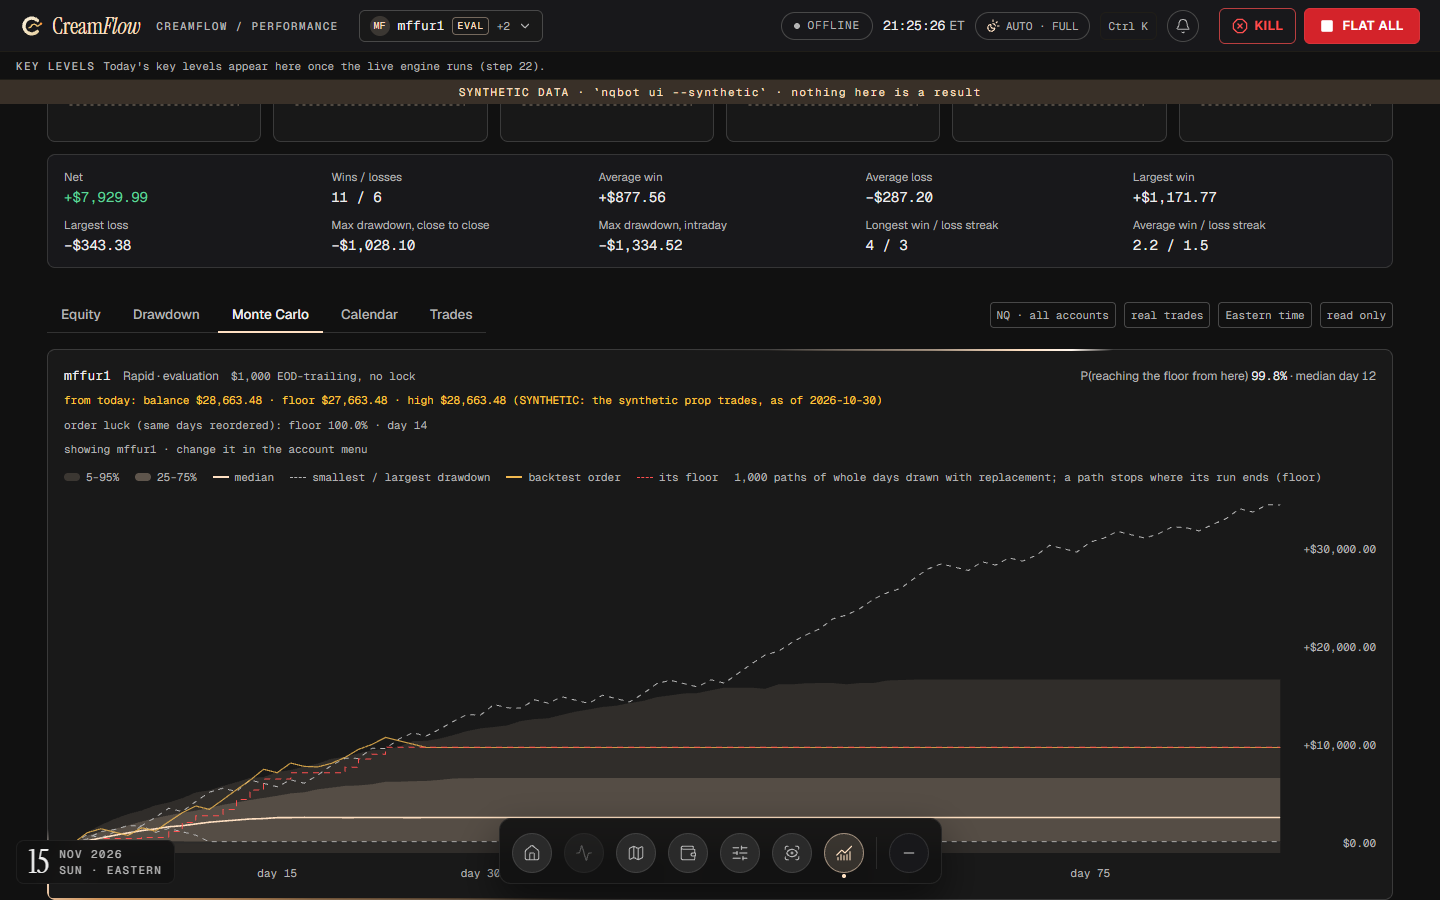 CreamFlow CREAMFLOW / PERFORMANCE MF mffur1 EVAL +2 OFFLINE 21:25:26 ET AUTO · FULL Ctrl K KILL FLAT ALL
KEY LEVELS Today's key levels appear here once the live engine runs (step 22).
SYNTHETIC DATA · `nqbot ui --synthetic` · nothing here is a result
Net Wins / losses Average win Average loss Largest win
+$7,929.99 11 / 6 +$877.56 −$287.20 +$1,171.77
Largest loss Max drawdown, close to close Max drawdown, intraday Longest win / loss streak Average win / loss streak
−$343.38 −$1,028.10 −$1,334.52 4 / 3 2.2 / 1.5
Equity Drawdown Monte Carlo Calendar Trades NQ · all accounts real trades Eastern time read only
mffur1 Rapid · evaluation $1,000 EOD-trailing, no lock P(reaching the floor from here) 99.8% · median day 12
from today: balance $28,663.48 · floor $27,663.48 · high $28,663.48 (SYNTHETIC: the synthetic prop trades, as of 2026-10-30)
order luck (same days reordered): floor 100.0% · day 14
showing mffur1 · change it in the account menu
5-95% 25-75% median smallest / largest drawdown backtest order its floor 1,000 paths of whole days drawn with replacement; a path stops where its run ends (floor)
+$30,000.00
+$20,000.00
+$10,000.00
$0.00
15 NOV 2026
SUN · EASTERN
day 15 day 30 day 75